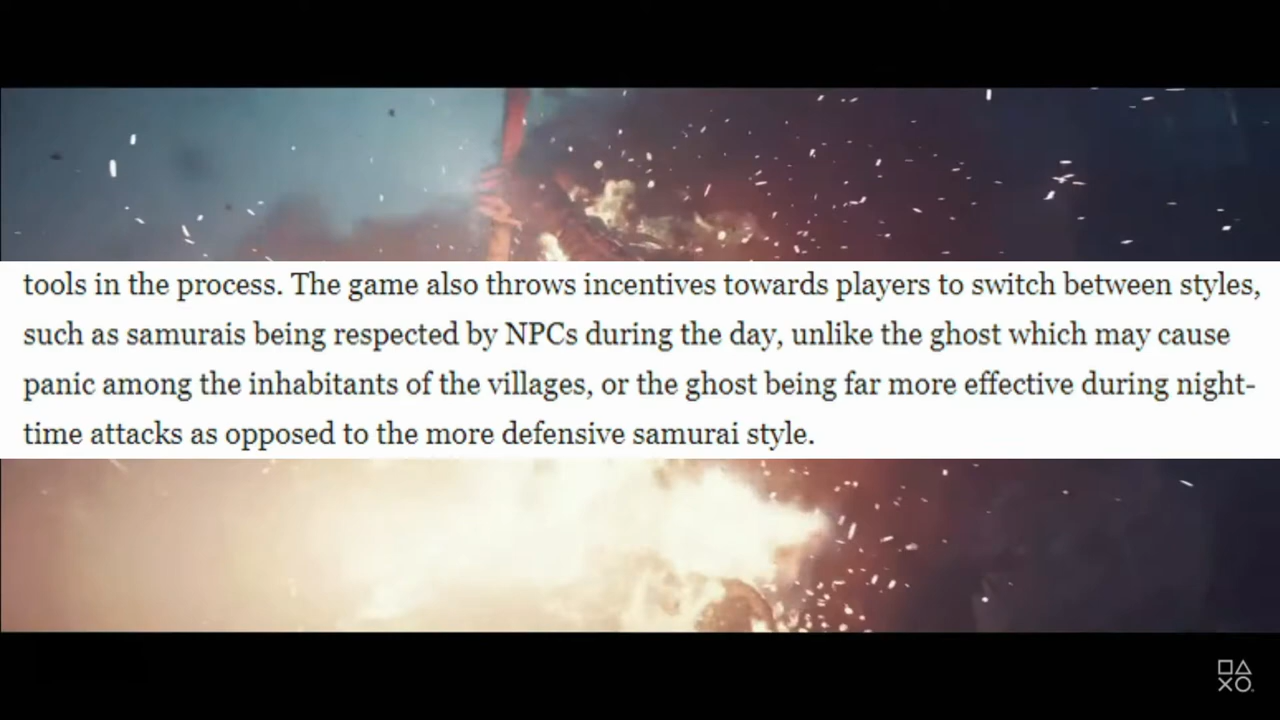 tools in the process. The game also throws incentives towards players to switch between styles,
such as samurais being respected by NPCs during the day, unlike the ghost which may cause
panic among the inhabitants of the villages, or the ghost being far more effective during night-
time attacks as opposed to the more defensive samurai style.